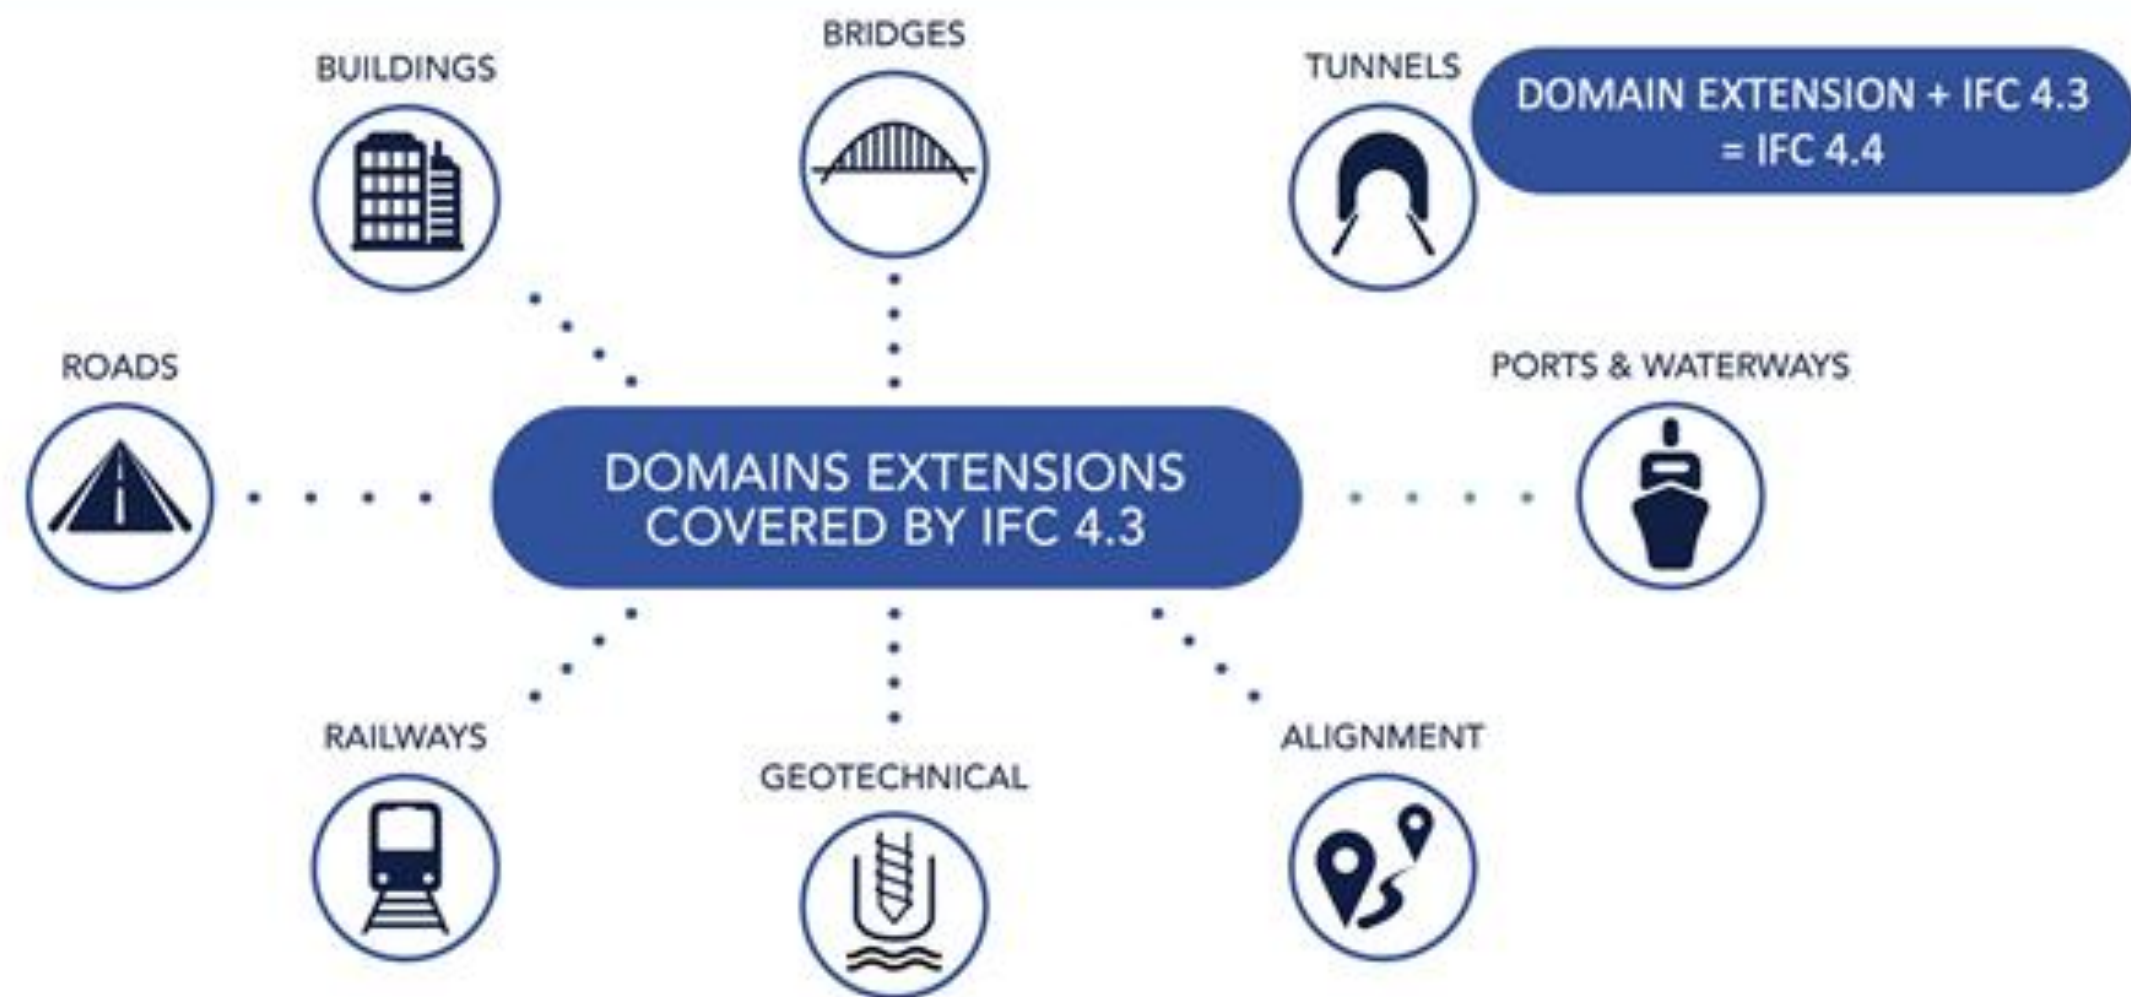 BRIDGES
BUILDINGS
TUNNELS
DOMAIN EXTENSION + IFC 4.3
= IFC 4.4
ROADS
PORTS & WATERWAYS
DOMAINS EXTENSIONS
COVERED BY IFC 4.3
RAILWAYS
GEOTECHNICAL
ALIGNMENT